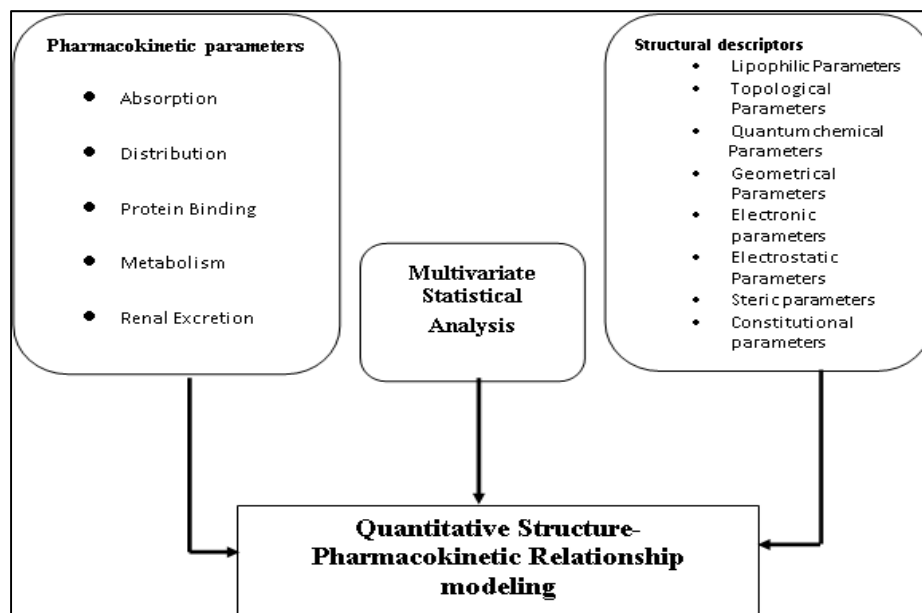 Pharmacokinetic parameters
● Absorption
● Distribution
● Protein Binding
● Metabolism
● Renal Excretion
Multivariate
Statistical
Analysis
Structural descriptors
• Lipophilic Parameters
• Topological
Parameters
• Quantum chemical
Parameters
• Geometrical
Parameters
• Electronic
parameters
• Electrostatic
Parameters
• Steric parameters
• Constitutional
parameters
Quantitative Structure-
Pharmacokinetic Relationship
modeling